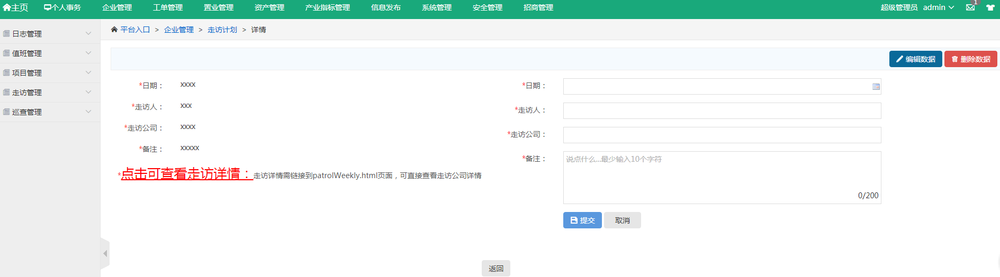 主页 个人事务 企业管理 工单管理 置业管理 资产管理 产业指标管理 信息发布 系统管理 安全管理 招商管理 超级管理员 admin 1
日志管理
值班管理
项目管理
走访管理
巡查管理
平台入口 > 企业管理 > 走访计划 > 详情
编辑数据 删除数据
*日期： xxxx
*走访人： xxx
*走访公司： xxxx
*备注： xxxxx
*点击可查看走访详情：走访详情需链接到patrolWeekly.html页面，可直接查看走访公司详情
*日期：
*走访人：
*走访公司：
*备注： 说点什么...最少输入10个字符
0/200
提交 取消
返回